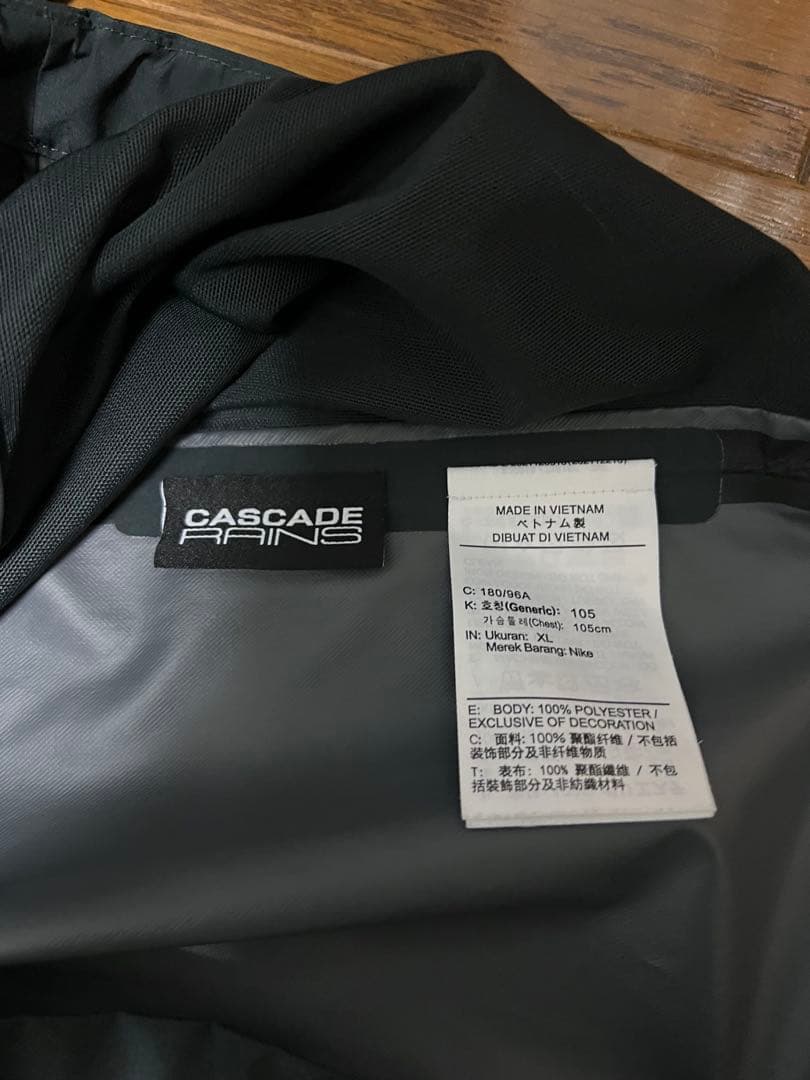 CASCADE
RAINS
MADE IN VIETNAM
ベトナム製
DIBUAT DI VIETNAM
C: 180/96A
K: 호칭(Generic): 105
가슴둘레(Chest): 105cm
IN: Ukuran: XL
Merek Barang: Nike
E: BODY: 100% POLYESTER /
EXCLUSIVE OF DECORATION
C: 面料: 100% 聚酯纤维 / 不包括
装饰部分及非纤维物质
T: 表布: 100% 聚酯纖維 / 不包
括裝飾部分及非紡織材料